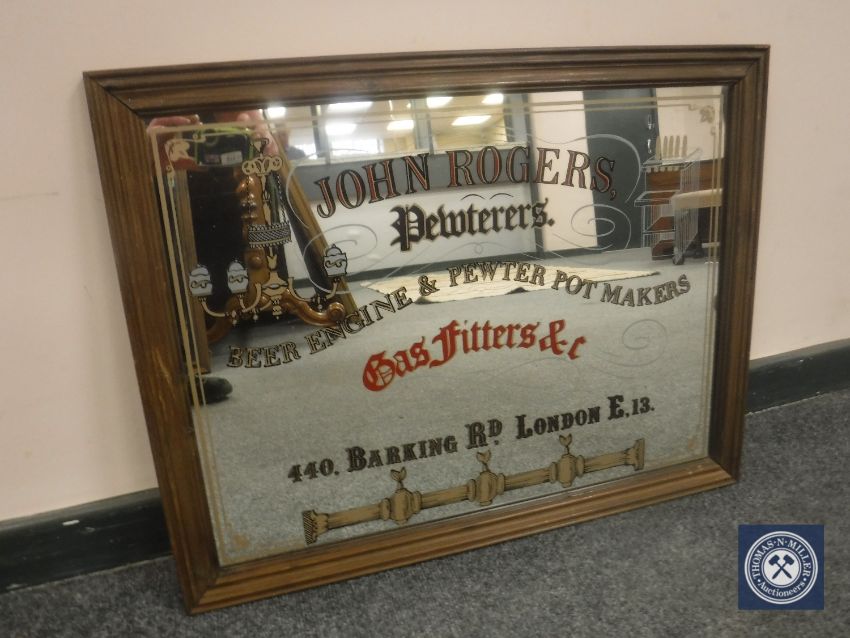 JOHN ROGERS,
Pewterers.
BEER ENGINE & PEWTER POT MAKERS
Gas Fitters & c
440. BARKING RD. LONDON E.13.
THOMAS·N·MILLER
Auctioneers